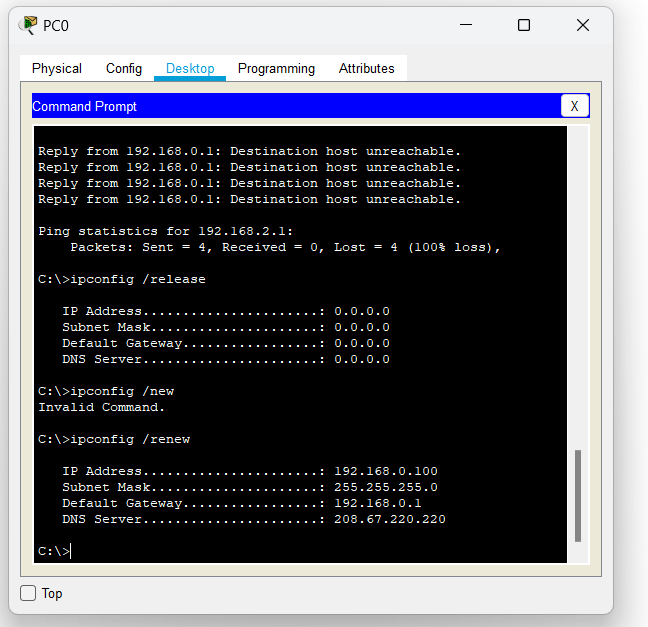 PC0
Physical Config Desktop Programming Attributes
Command Prompt X
Reply from 192.168.0.1: Destination host unreachable.
Reply from 192.168.0.1: Destination host unreachable.
Reply from 192.168.0.1: Destination host unreachable.
Reply from 192.168.0.1: Destination host unreachable.
Ping statistics for 192.168.2.1:
Packets: Sent = 4, Received = 0, Lost = 4 (100% loss),
C:\>ipconfig /release
IP Address......................: 0.0.0.0
Subnet Mask.....................: 0.0.0.0
Default Gateway.................: 0.0.0.0
DNS Server......................: 0.0.0.0
C:\>ipconfig /new
Invalid Command.
C:\>ipconfig /renew
IP Address......................: 192.168.0.100
Subnet Mask.....................: 255.255.255.0
Default Gateway.................: 192.168.0.1
DNS Server......................: 208.67.220.220
C:\>
Top